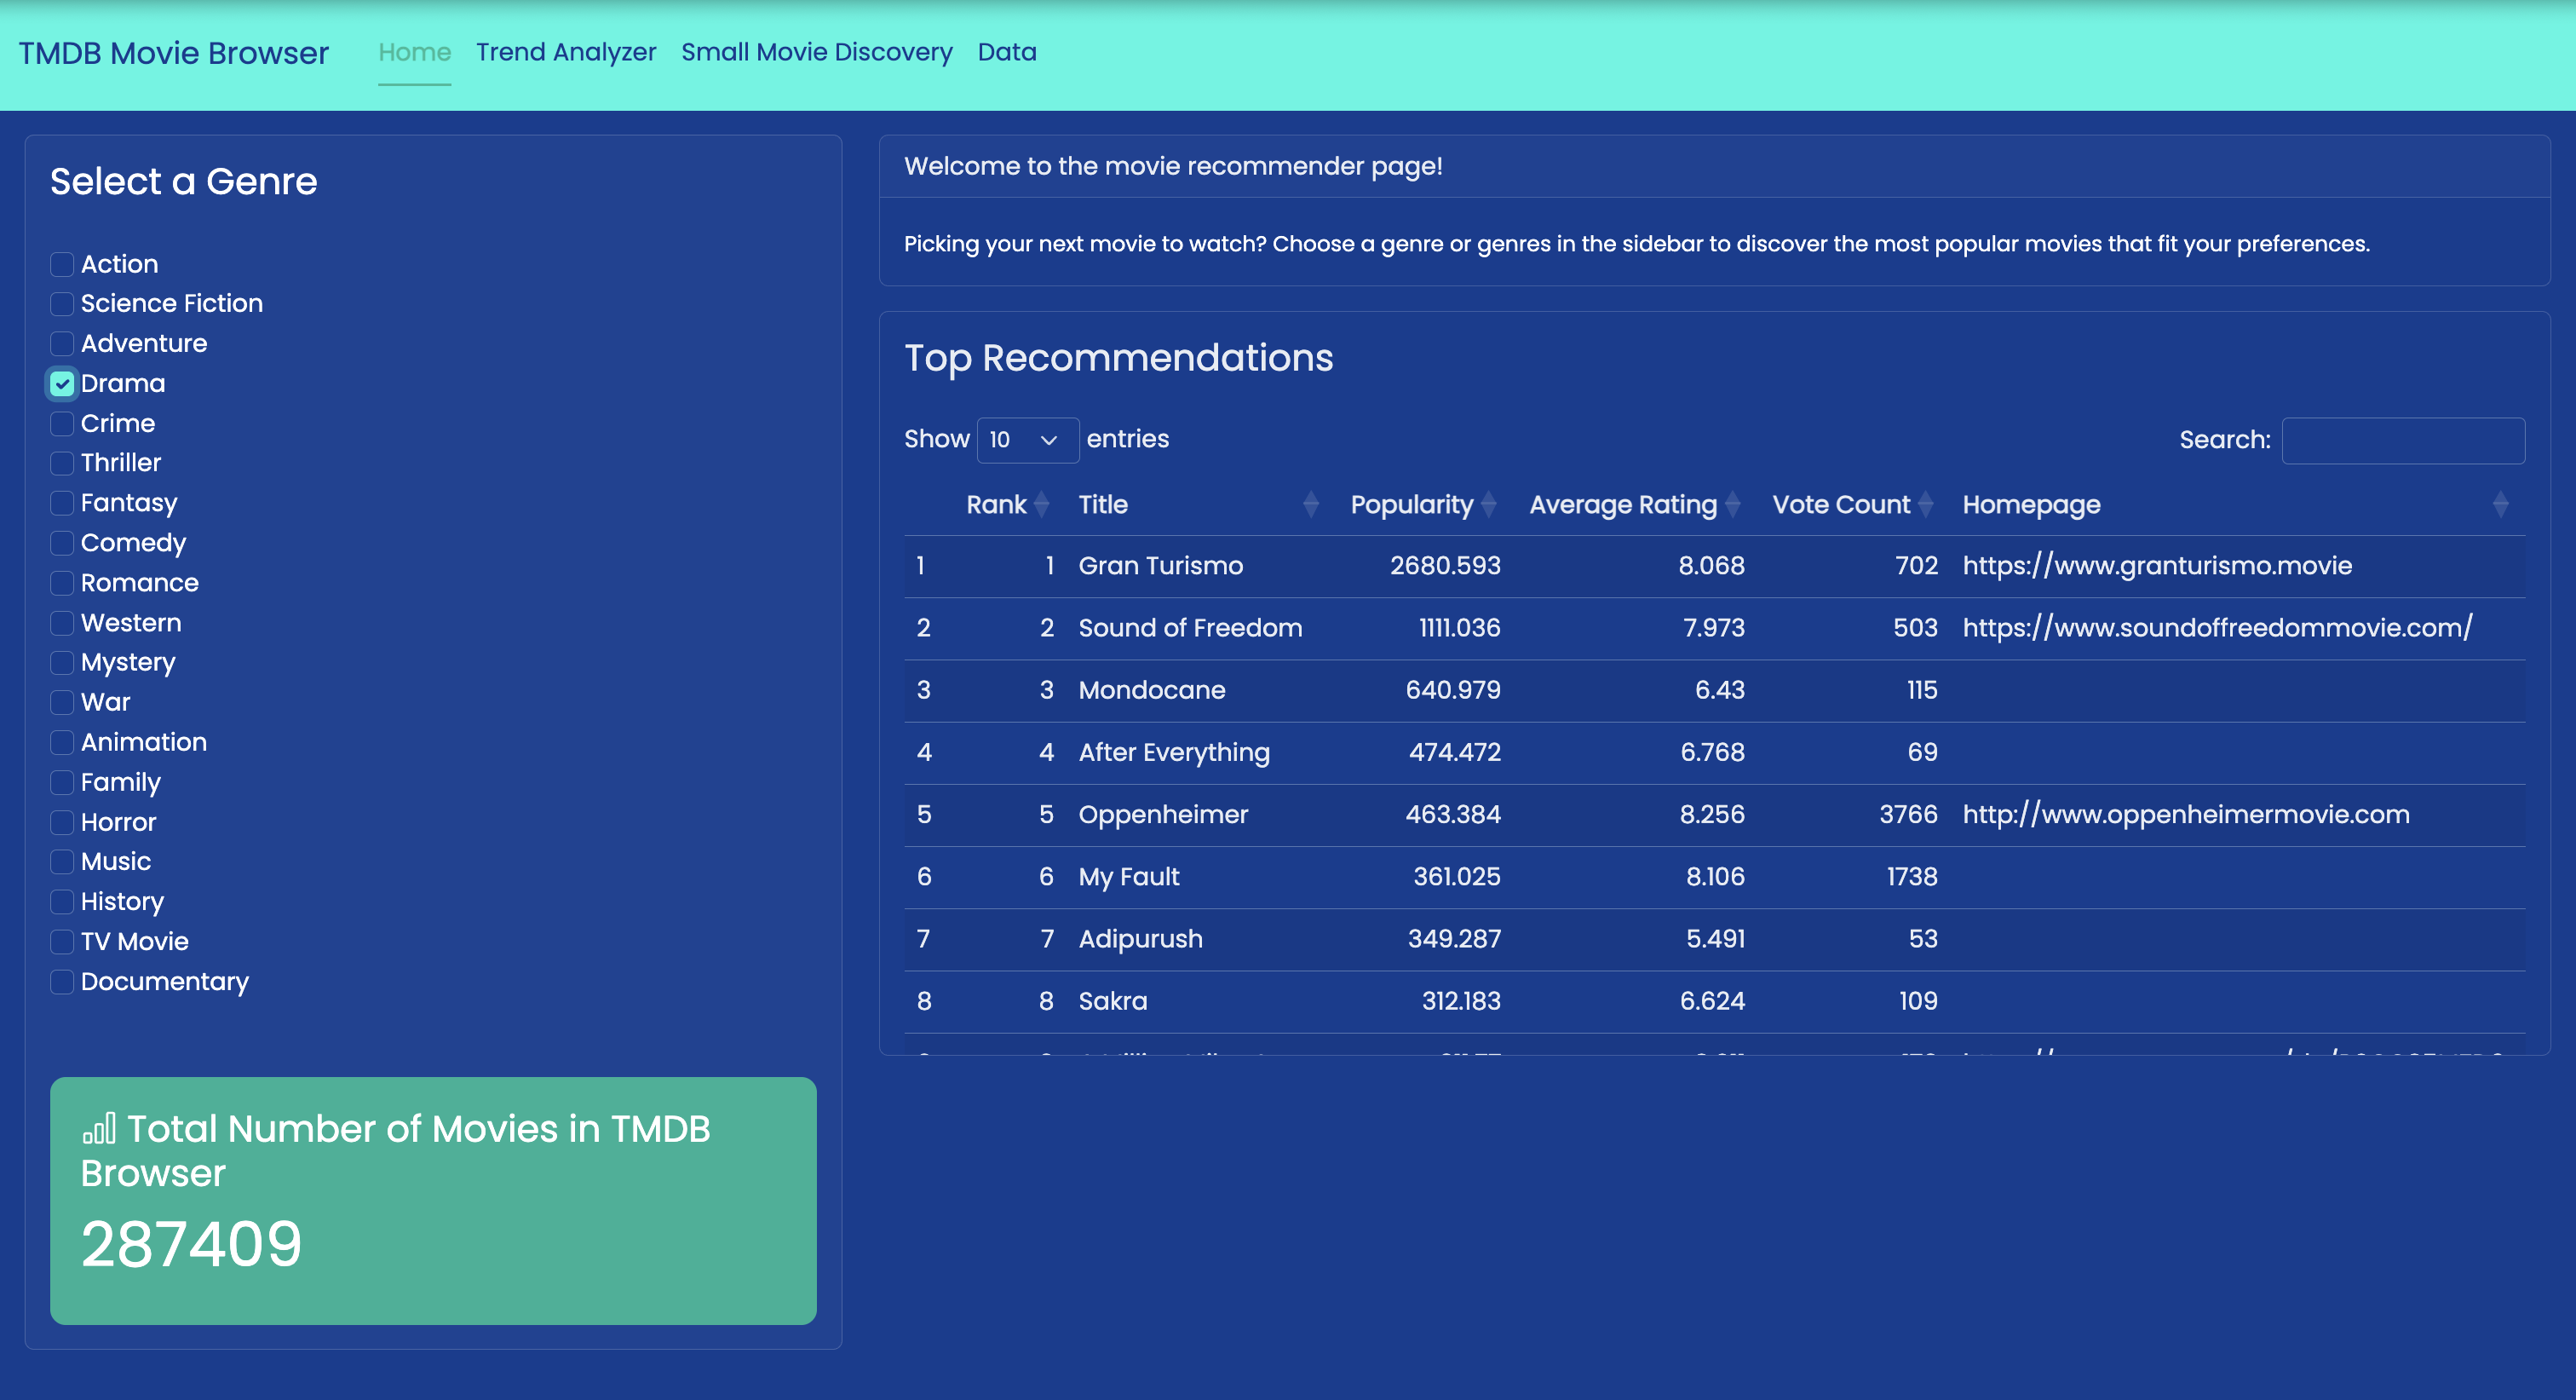 TMDB Movie Browser Home Trend Analyzer Small Movie Discovery Data
Select a Genre
Action
Science Fiction
Adventure
Drama
Crime
Thriller
Fantasy
Comedy
Romance
Western
Mystery
War
Animation
Family
Horror
Music
History
TV Movie
Documentary
Total Number of Movies in TMDB
Browser
287409
Welcome to the movie recommender page!
Picking your next movie to watch? Choose a genre or genres in the sidebar to discover the most popular movies that fit your preferences.
Top Recommendations
Show 10 entries Search:
Rank Title Popularity Average Rating Vote Count Homepage
1 1 Gran Turismo 2680.593 8.068 702 https://www.granturismo.movie
2 2 Sound of Freedom 1111.036 7.973 503 https://www.soundoffreedommovie.com/
3 3 Mondocane 640.979 6.43 115
4 4 After Everything 474.472 6.768 69
5 5 Oppenheimer 463.384 8.256 3766 http://www.oppenheimermovie.com
6 6 My Fault 361.025 8.106 1738
7 7 Adipurush 349.287 5.491 53
8 8 Sakra 312.183 6.624 109